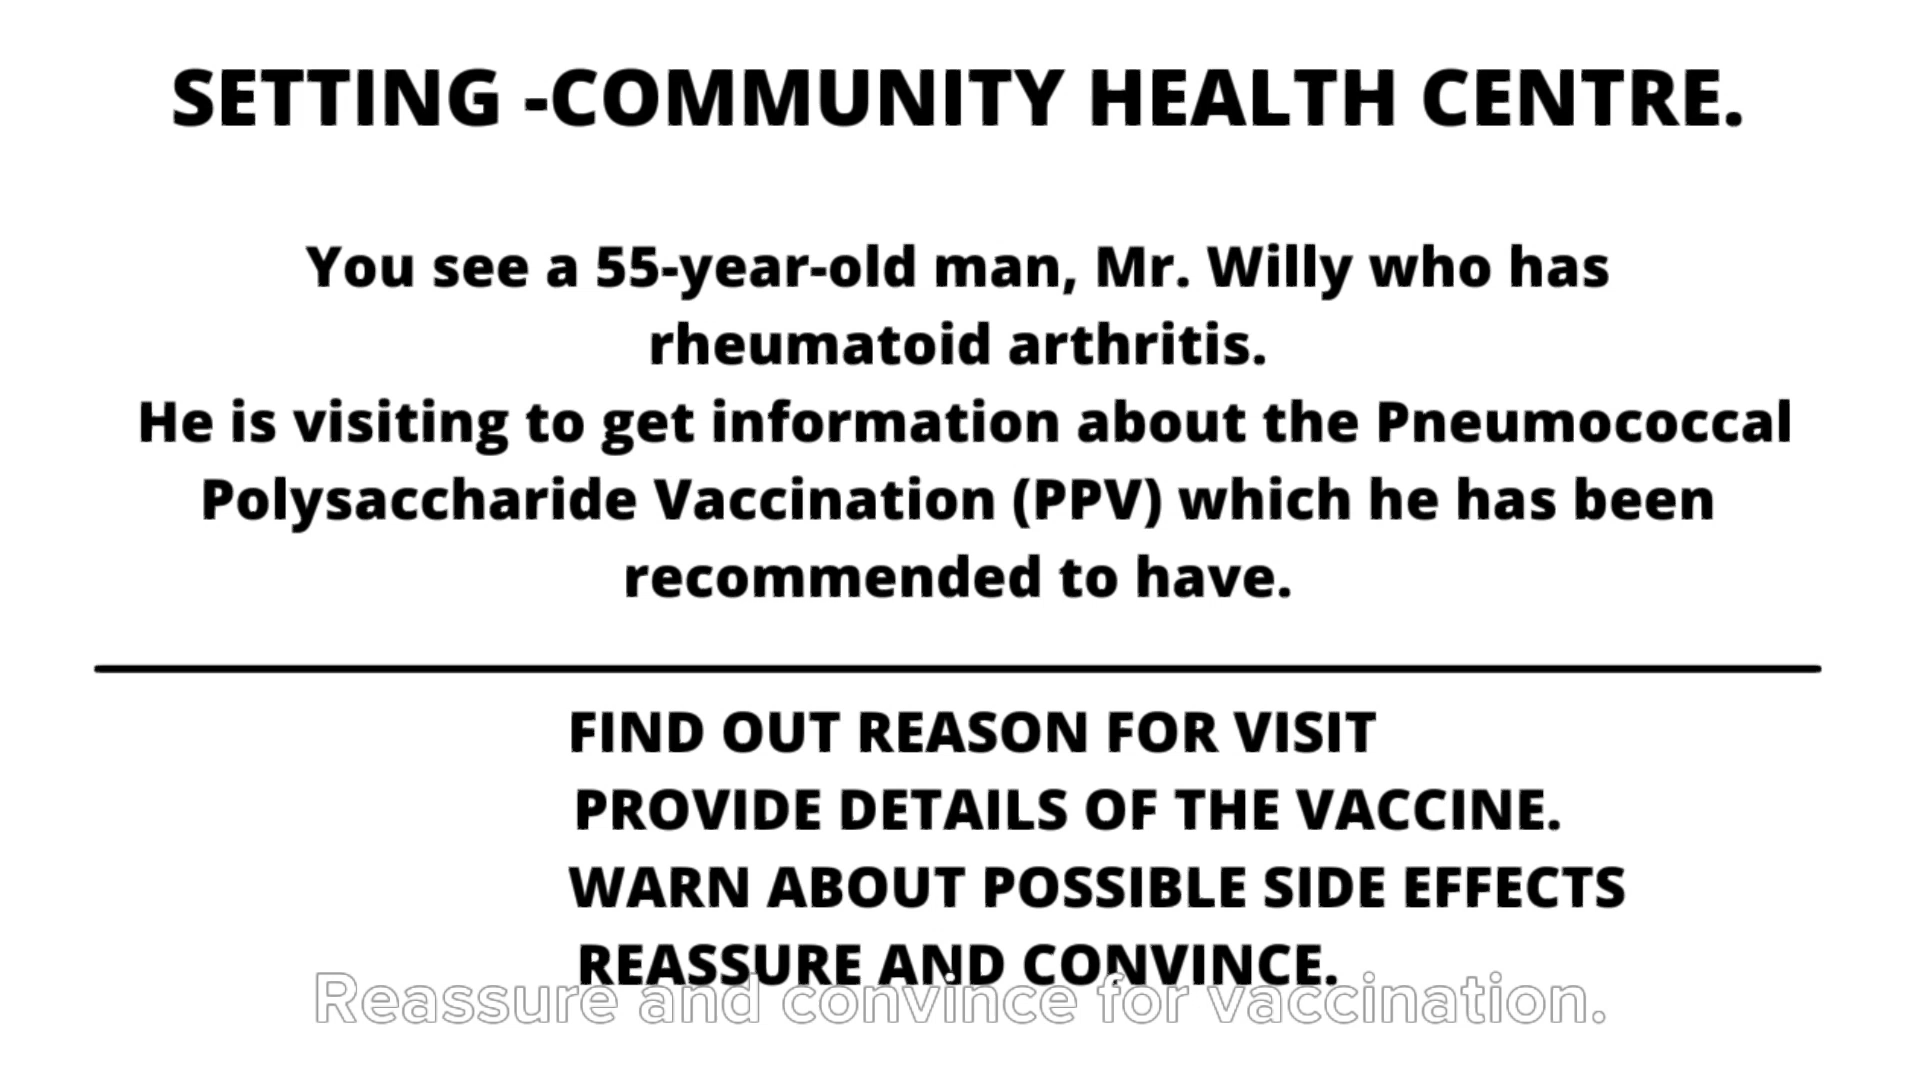 SETTING -COMMUNITY HEALTH CENTRE.
You see a 55-year-old man, Mr. Willy who has
rheumatoid arthritis.
He is visiting to get information about the Pneumococcal
Polysaccharide Vaccination (PPV) which he has been
recommended to have.
FIND OUT REASON FOR VISIT
PROVIDE DETAILS OF THE VACCINE.
WARN ABOUT POSSIBLE SIDE EFFECTS
REASSURE AND CONVINCE.
Reassure and convince for vaccination.